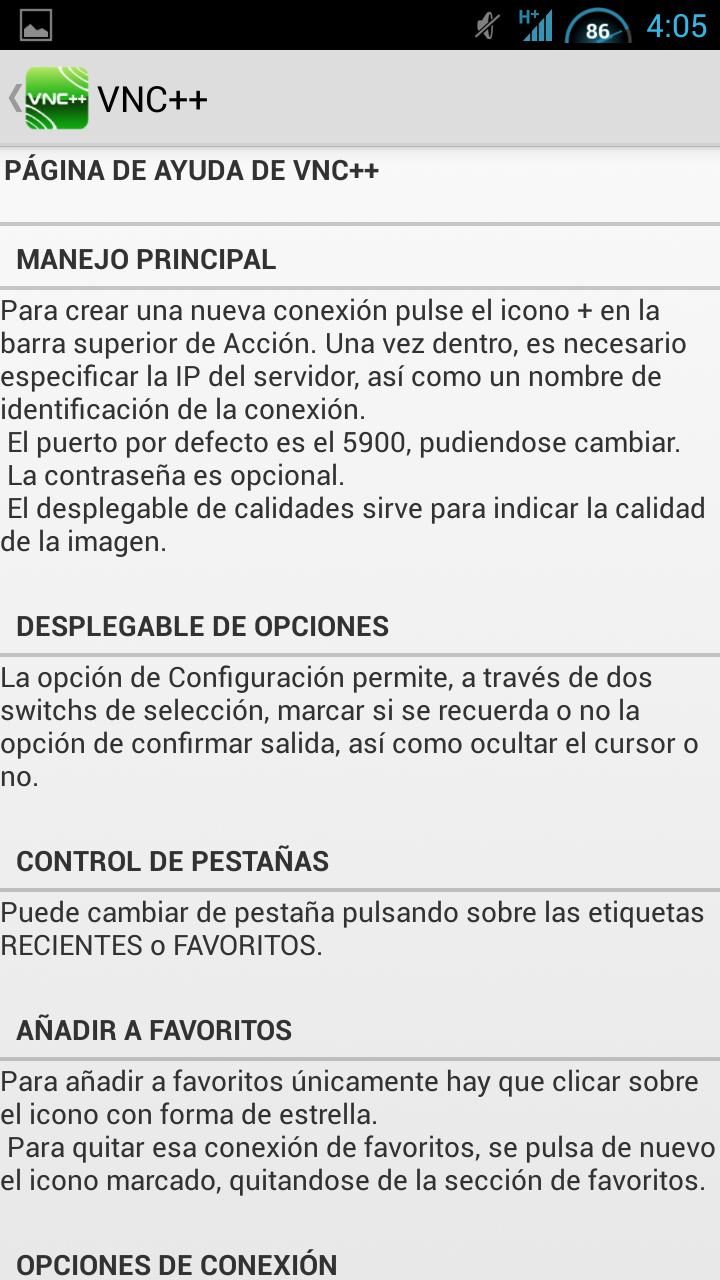 H+
86
4:05
VNC++
VNC++
PÁGINA DE AYUDA DE VNC++
MANEJO PRINCIPAL
Para crear una nueva conexión pulse el icono + en la
barra superior de Acción. Una vez dentro, es necesario
especificar la IP del servidor, así como un nombre de
identificación de la conexión.
El puerto por defecto es el 5900, pudiendose cambiar.
La contraseña es opcional.
El desplegable de calidades sirve para indicar la calidad
de la imagen.
DESPLEGABLE DE OPCIONES
La opción de Configuración permite, a través de dos
switchs de selección, marcar si se recuerda o no la
opción de confirmar salida, así como ocultar el cursor o
no.
CONTROL DE PESTAÑAS
Puede cambiar de pestaña pulsando sobre las etiquetas
RECIENTES o FAVORITOS.
AÑADIR A FAVORITOS
Para añadir a favoritos únicamente hay que clicar sobre
el icono con forma de estrella.
Para quitar esa conexión de favoritos, se pulsa de nuevo
el icono marcado, quitandose de la sección de favoritos.
OPCIONES DE CONEXIÓN